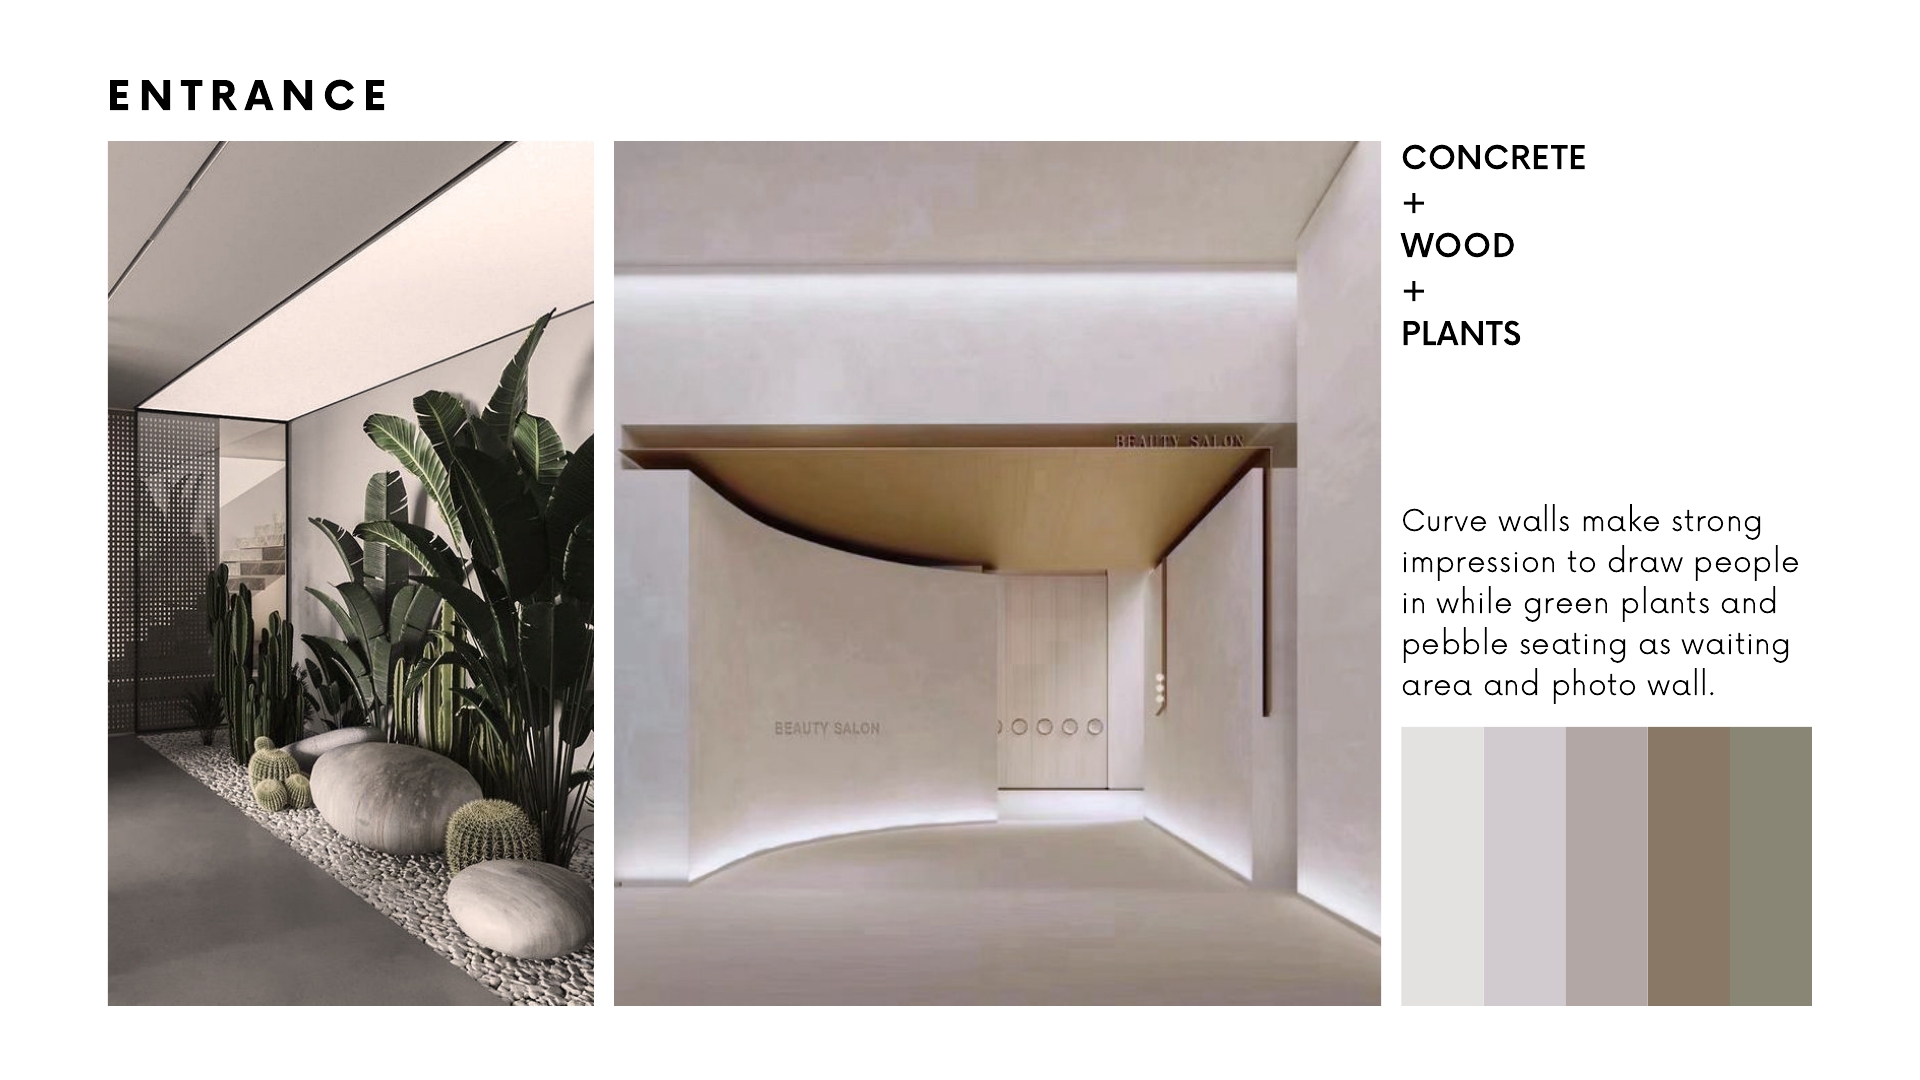 ENTRANCE
BEAUTY SALON
BEAUTY SALON
CONCRETE
+
WOOD
+
PLANTS
Curve walls make strong
impression to draw people
in while green plants and
pebble seating as waiting
area and photo wall.